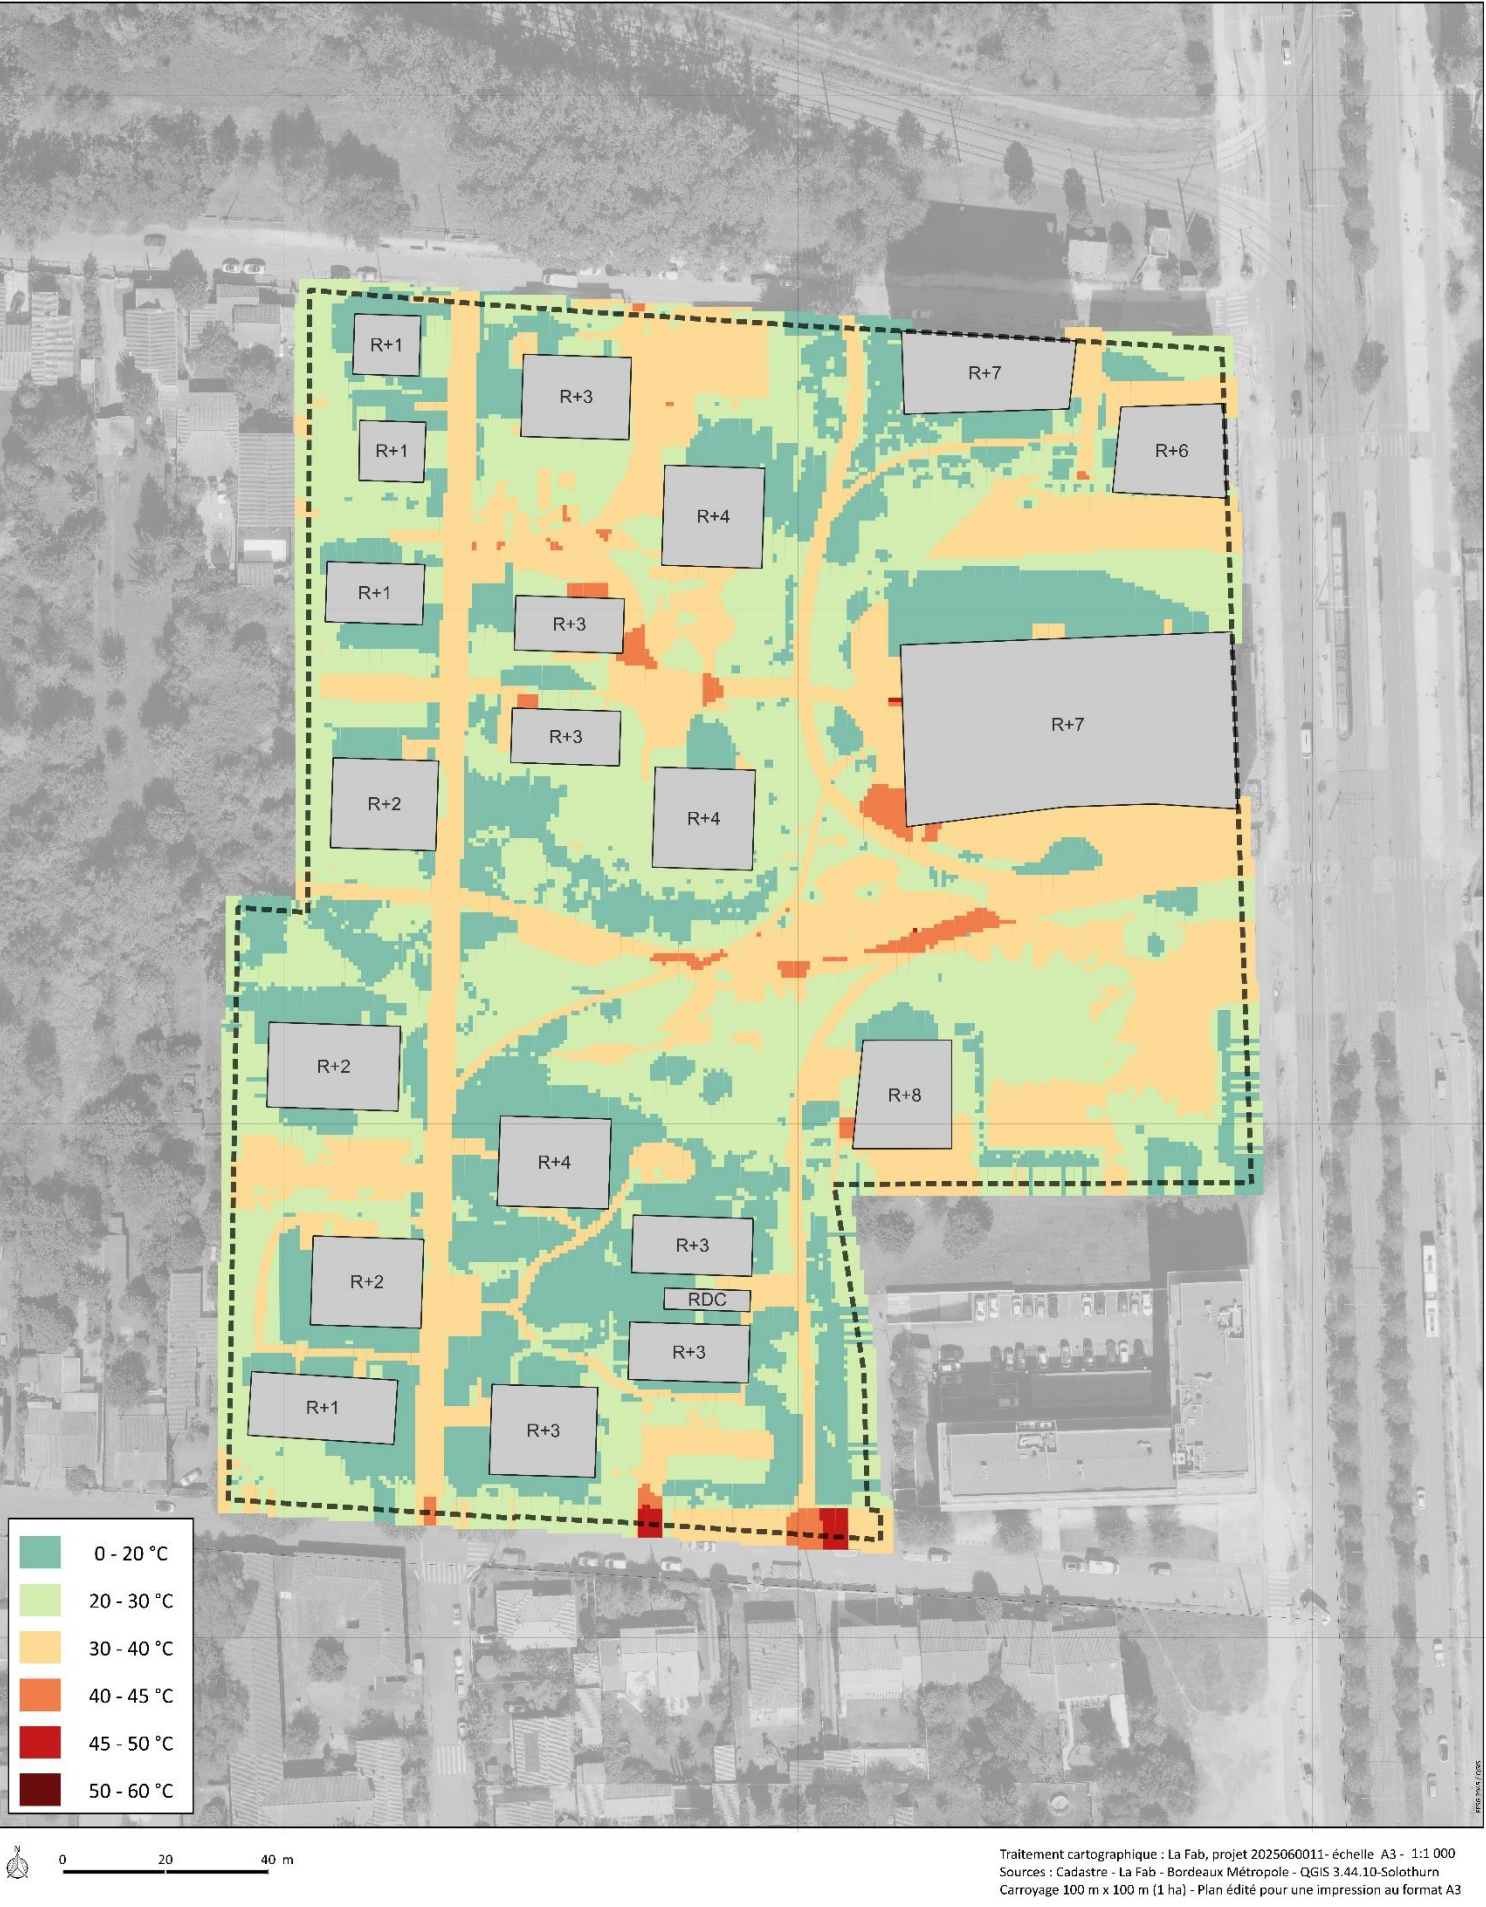 R+1
R+3
R+7
R+1
R+6
R+4
R+1
R+3
R+3
R+7
R+2
R+4
R+2
R+8
R+4
R+3
R+2
RDC
R+3
R+1
R+3
0 - 20 °C
20 - 30 °C
30 - 40 °C
40 - 45 °C
45 - 50 °C
50 - 60 °C
N
0 20 40 m
Traitement cartographique : La Fab, projet 2025060011- échelle A3 - 1:1 000
Sources : Cadastre - La Fab - Bordeaux Métropole - QGIS 3.44.10-Solothurn
Carroyage 100 m x 100 m (1 ha) - Plan édité pour une impression au format A3